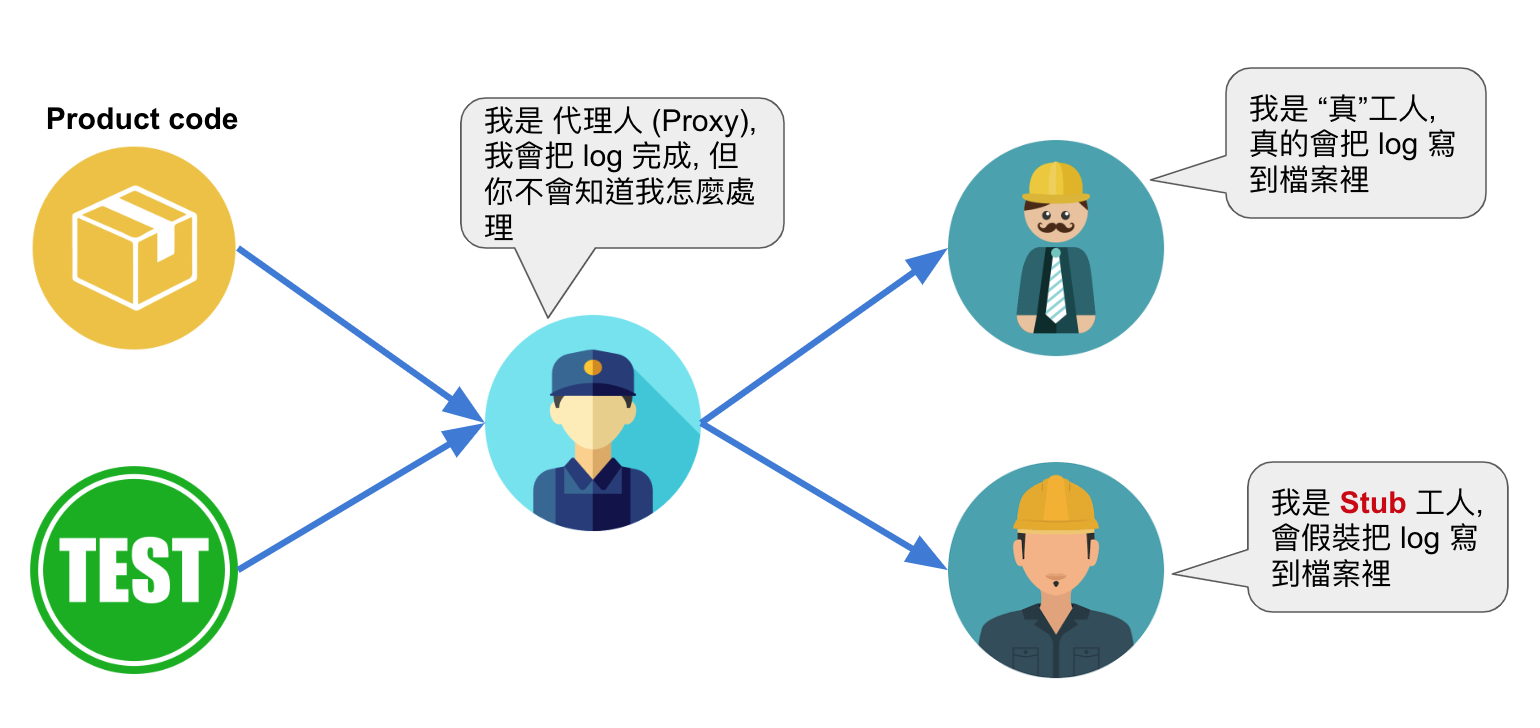 Product code
我是 代理人 (Proxy),
我會把 log 完成, 但
你不會知道我怎麼處
理
我是 “真”工人,
真的會把 log 寫
到檔案裡
TEST
我是 Stub 工人,
會假裝把 log 寫
到檔案裡